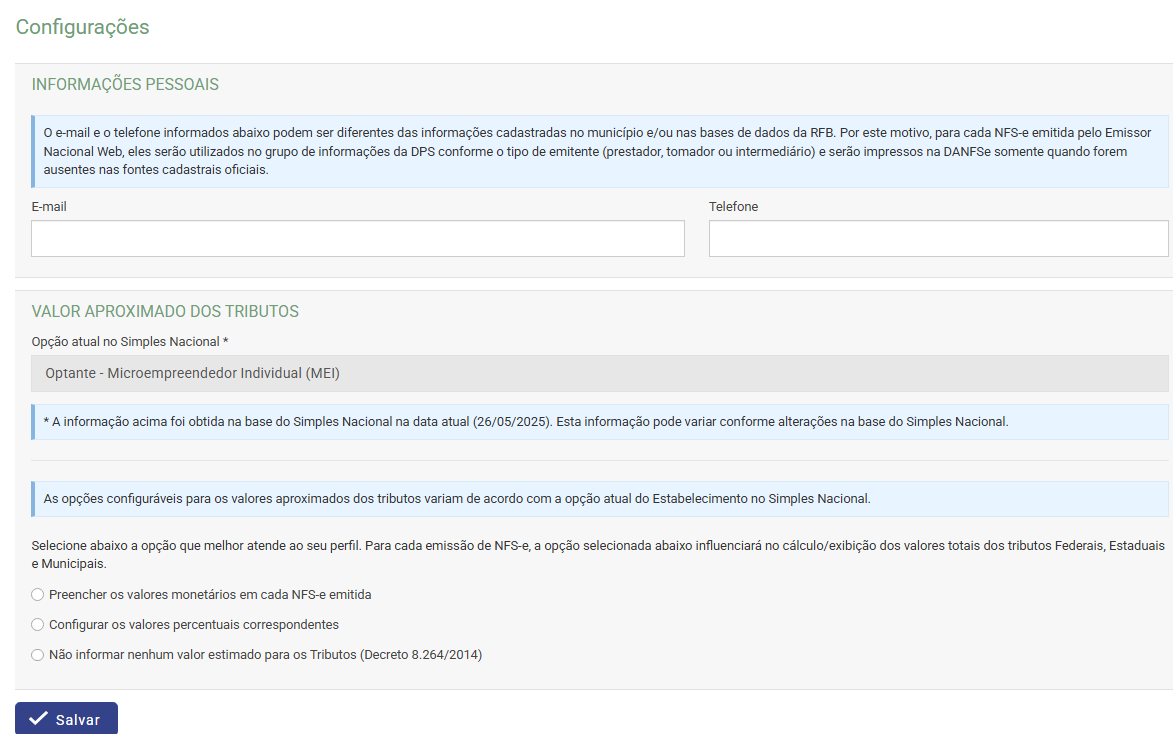 Configurações
INFORMAÇÕES PESSOAIS
O e-mail e o telefone informados abaixo podem ser diferentes das informações cadastradas no município e/ou nas bases de dados da RFB. Por este motivo, para cada NFS-e emitida pelo Emissor
Nacional Web, eles serão utilizados no grupo de informações da DPS conforme o tipo de emitente (prestador, tomador ou intermediário) e serão impressos na DANFSe somente quando forem
ausentes nas fontes cadastrais oficiais.
E-mail
Telefone
VALOR APROXIMADO DOS TRIBUTOS
Opção atual no Simples Nacional *
Optante - Microempreendedor Individual (MEI)
* A informação acima foi obtida na base do Simples Nacional na data atual (26/05/2025). Esta informação pode variar conforme alterações na base do Simples Nacional.
As opções configuráveis para os valores aproximados dos tributos variam de acordo com a opção atual do Estabelecimento no Simples Nacional.
Selecione abaixo a opção que melhor atende ao seu perfil. Para cada emissão de NFS-e, a opção selecionada abaixo influenciará no cálculo/exibição dos valores totais dos tributos Federais, Estaduais
e Municipais.
Preencher os valores monetários em cada NFS-e emitida
Configurar os valores percentuais correspondentes
Não informar nenhum valor estimado para os Tributos (Decreto 8.264/2014)
Salvar